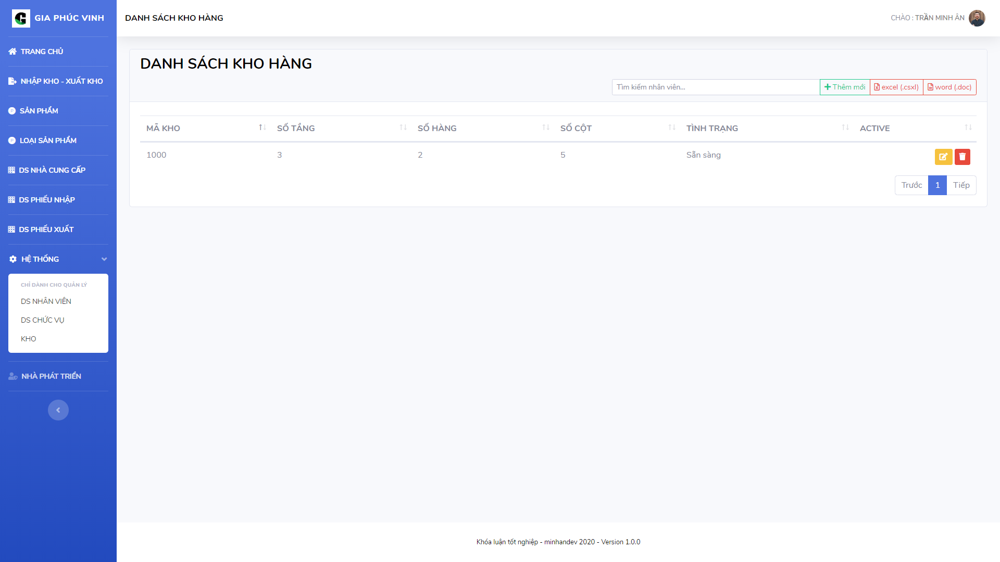 GIA PHÚC VINH
TRANG CHỦ
NHẬP KHO - XUẤT KHO
SẢN PHẨM
LOẠI SẢN PHẨM
DS NHÀ CUNG CẤP
DS PHIẾU NHẬP
DS PHIẾU XUẤT
HỆ THỐNG
CHỈ DÀNH CHO QUẢN LÝ
DS NHÂN VIÊN
DS CHỨC VỤ
KHO
NHÀ PHÁT TRIỂN
DANH SÁCH KHO HÀNG
CHÀO : TRẦN MINH ÂN
DANH SÁCH KHO HÀNG
Tìm kiếm nhân viên... Thêm mới excel (.csxl) word (.doc)
MÃ KHO SỐ TẦNG SỐ HÀNG SỐ CỘT TÌNH TRẠNG ACTIVE
1000 3 2 5 Sẵn sàng
Trước 1 Tiếp
Khóa luận tốt nghiệp - minhandev 2020 - Version 1.0.0